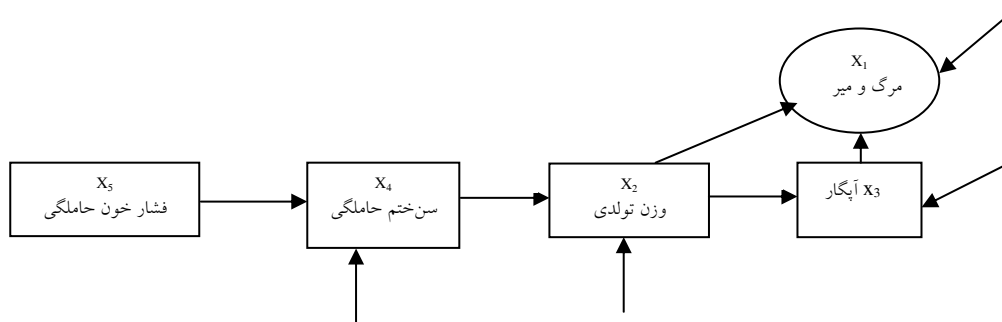 X₁
مرگ و میر
X₅
فشار خون حاملگی
X₄
سن‌ختم حاملگی
X₂
وزن تولدی
x₃ آپگار